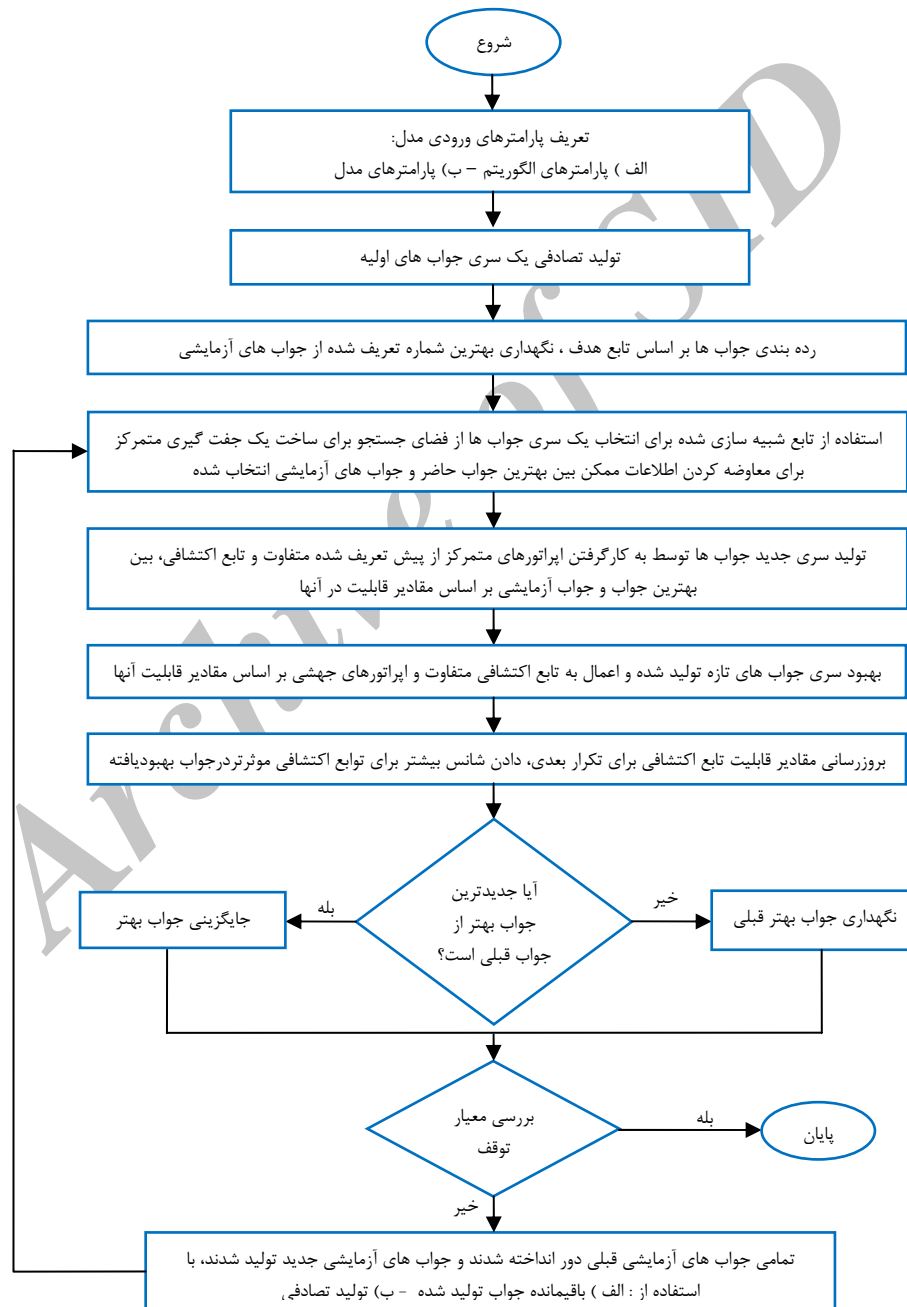 شروع
تعریف پارامترهای ورودی مدل:
الف ) پارامترهای الگوریتم – ب) پارامترهای مدل
تولید تصادفی یک سری جواب های اولیه
رده بندی جواب ها بر اساس تابع هدف ، نگهداری بهترین شماره تعریف شده از جواب های آزمایشی
استفاده از تابع شبیه سازی شده برای انتخاب یک سری جواب ها از فضای جستجو برای ساخت یک جفت گیری متمرکز
برای معاوضه کردن اطلاعات ممکن بین بهترین جواب حاضر و جواب های آزمایشی انتخاب شده
تولید سری جدید جواب ها توسط به کارگرفتن اپراتورهای متمرکز از پیش تعریف شده متفاوت و تابع اکتشافی، بین
بهترین جواب و جواب آزمایشی بر اساس مقادیر قابلیت در آنها
بهبود سری جواب های تازه تولید شده و اعمال به تابع اکتشافی متفاوت و اپراتورهای جهشی بر اساس مقادیر قابلیت آنها
بروزرسانی مقادیر قابلیت تابع اکتشافی برای تکرار بعدی، دادن شانس بیشتر برای توابع اکتشافی موثرتردرجواب بهبودیافته
آیا جدیدترین
جواب بهتر از
جواب قبلی است؟
خیر
نگهداری جواب بهتر قبلی
بله
جایگزینی جواب بهتر
بررسی معیار
توقف
بله
پایان
خیر
تمامی جواب های آزمایشی قبلی دور انداخته شدند و جواب های آزمایشی جدید تولید شدند، با
استفاده از : الف ) باقیمانده جواب تولید شده - ب) تولید تصادفی
Archive of SID